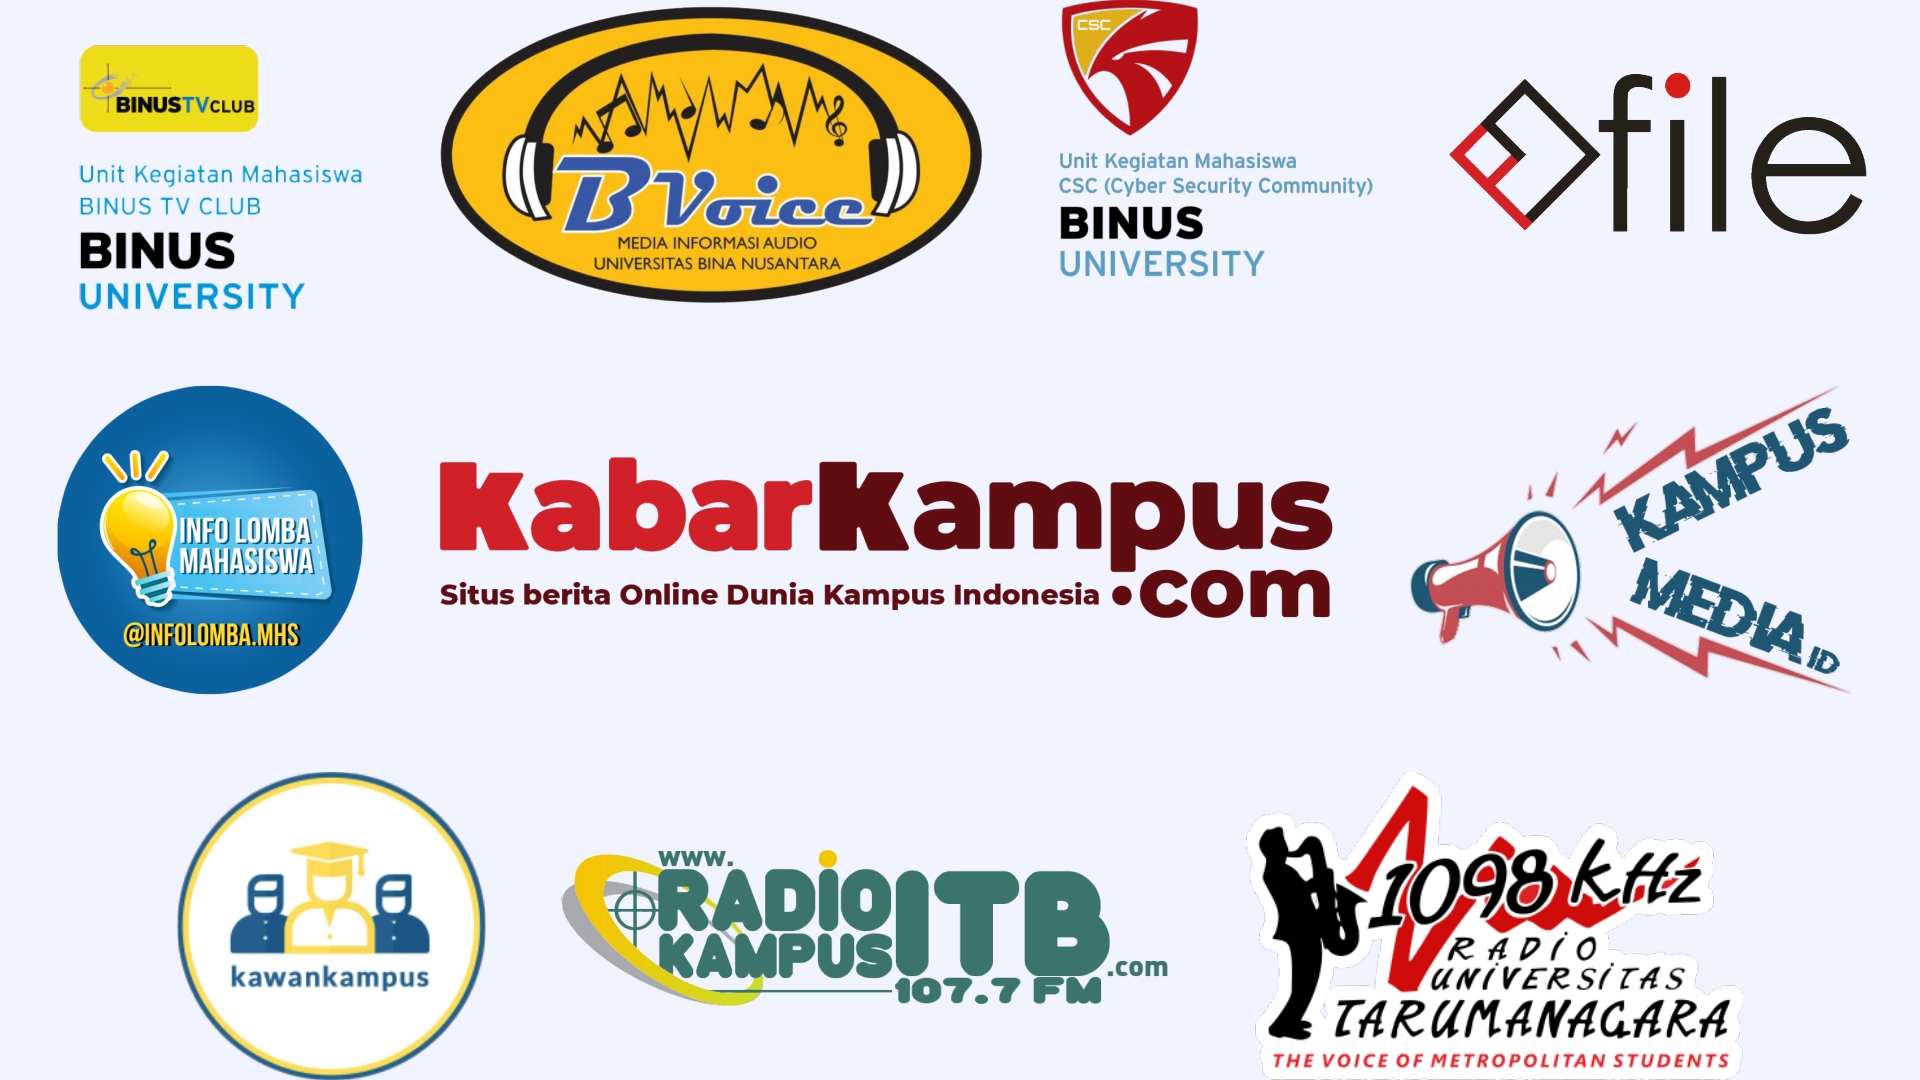 BINUSTVCLUB
Unit Kegiatan Mahasiswa
BINUS TV CLUB
BINUS
UNIVERSITY
B Voice
MEDIA INFORMASI AUDIO
UNIVERSITAS BINA NUSANTARA
CSC
Unit Kegiatan Mahasiswa
CSC (Cyber Security Community)
BINUS
UNIVERSITY
file
INFO LOMBA
MAHASISWA
@INFOLOMBA.MHS
KabarKampus
Situs berita Online Dunia Kampus Indonesia
.com
KAMPUS
MEDIA ID
kawankampus
www.
RADIO
KAMPUS
ITB
.com
107.7 FM
1098 kHz
RADIO
UNIVERSITAS
TARUMANAGARA
THE VOICE OF METROPOLITAN STUDENTS